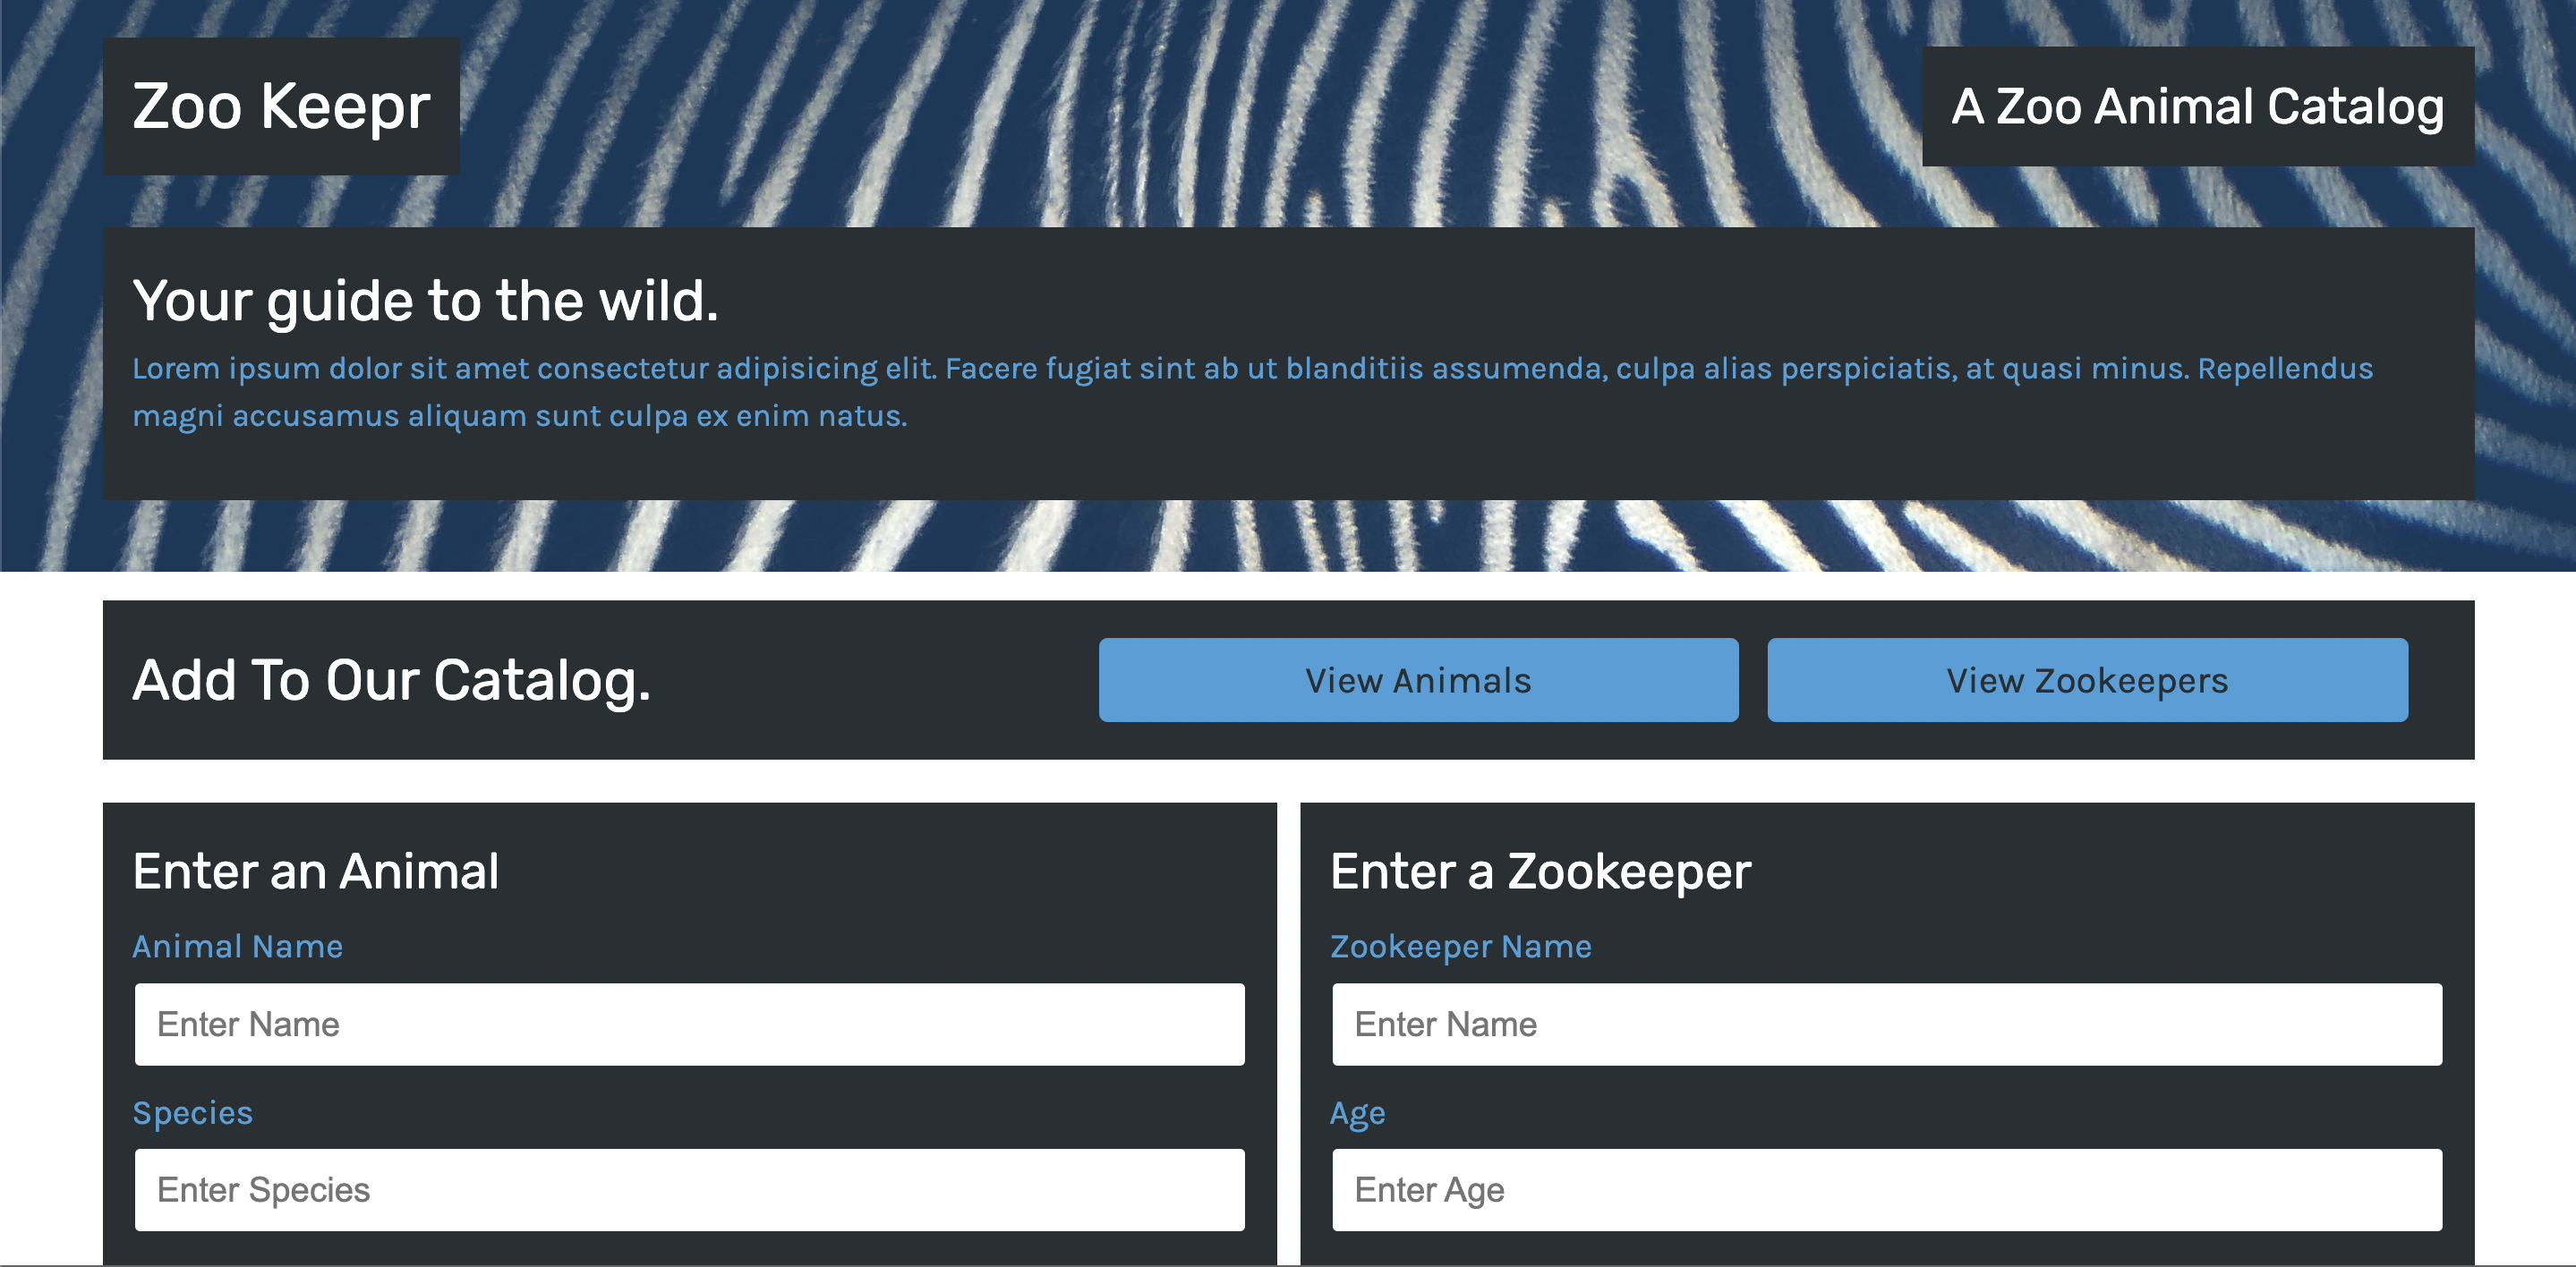 Zoo Keepr
A Zoo Animal Catalog
Your guide to the wild.
Lorem ipsum dolor sit amet consectetur adipisicing elit. Facere fugiat sint ab ut blanditiis assumenda, culpa alias perspiciatis, at quasi minus. Repellendus
magni accusamus aliquam sunt culpa ex enim natus.
Add To Our Catalog.
View Animals
View Zookeepers
Enter an Animal
Animal Name
Enter Name
Species
Enter Species
Enter a Zookeeper
Zookeeper Name
Enter Name
Age
Enter Age